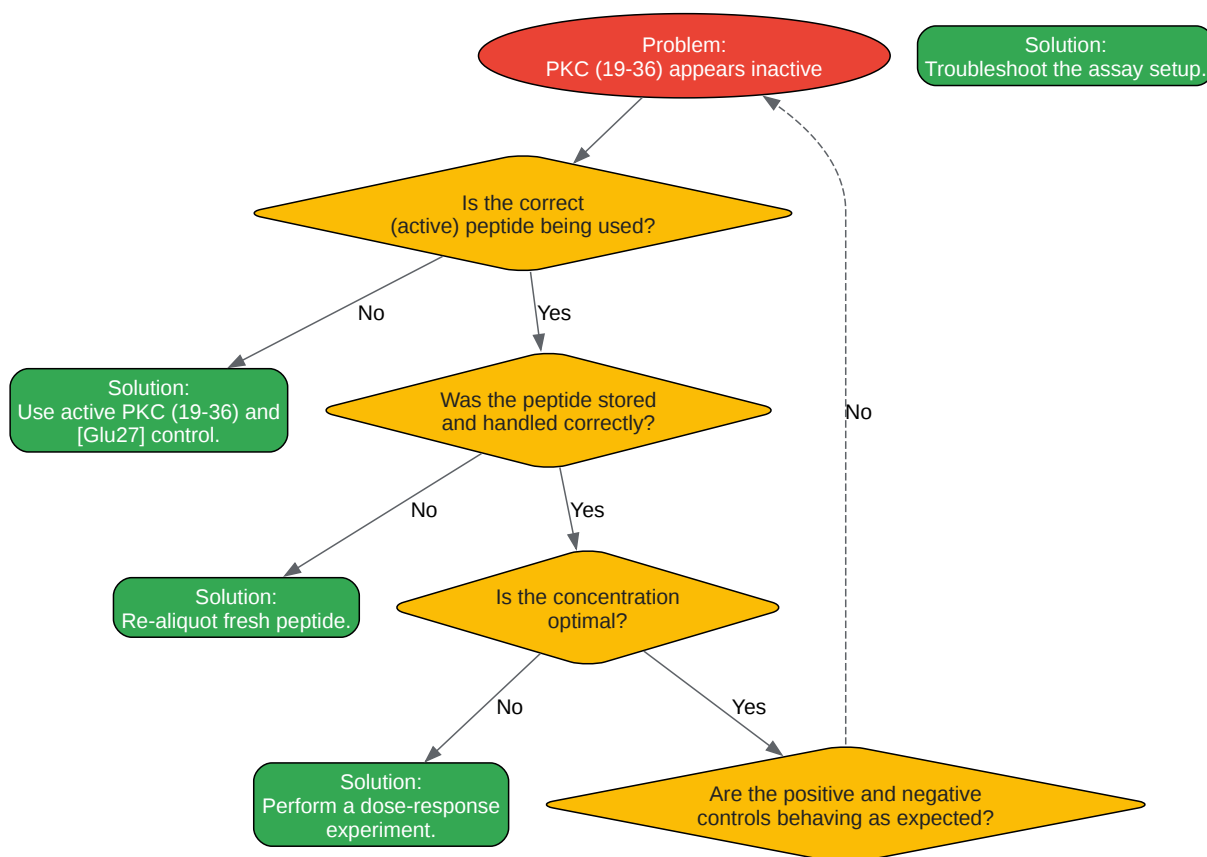 Problem:
PKC (19-36) appears inactive
Solution:
Troubleshoot the assay setup.
Is the correct
(active) peptide being used?
No
Yes
Solution:
Use active PKC (19-36) and
[Glu27] control.
Was the peptide stored
and handled correctly?
No
No
Yes
Solution:
Re-aliquot fresh peptide.
Is the concentration
optimal?
No
Yes
Solution:
Perform a dose-response
experiment.
Are the positive and negative
controls behaving as expected?